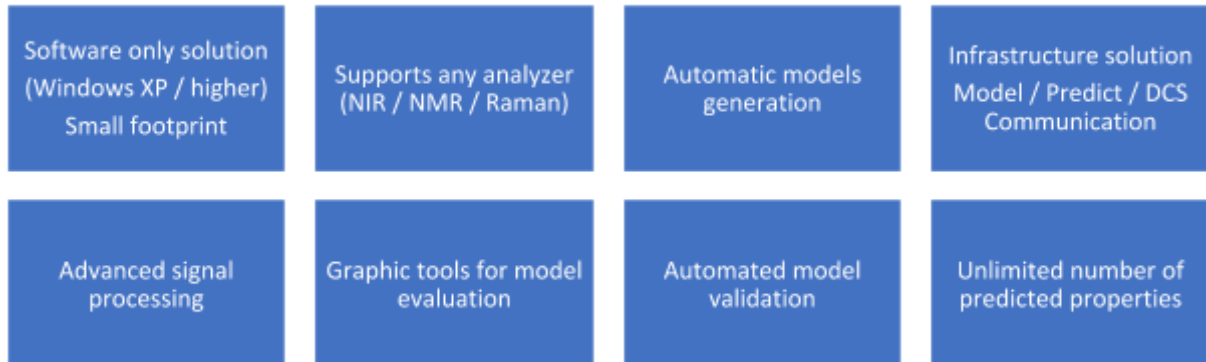 Software only solution
(Windows XP / higher)
Small footprint
Supports any analyzer
(NIR / NMR / Raman)
Automatic models
generation
Infrastructure solution
Model / Predict / DCS
Communication
Advanced signal
processing
Graphic tools for model
evaluation
Automated model
validation
Unlimited number of
predicted properties